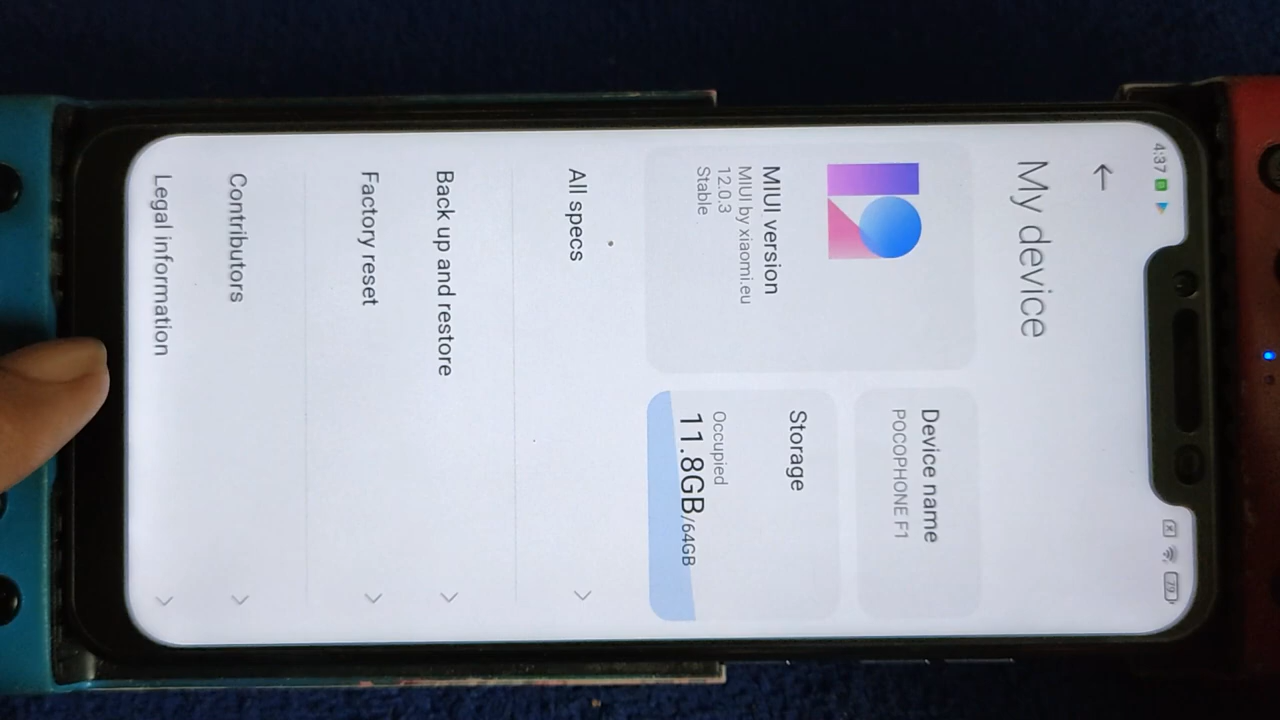 4:37
79
My device
MIUI version
MIUI by xiaomi.eu
12.0.3
Stable
Device name
POCOPHONE F1
Storage
Occupied
11.8GB/64GB
All specs
Back up and restore
Factory reset
Contributors
Legal information